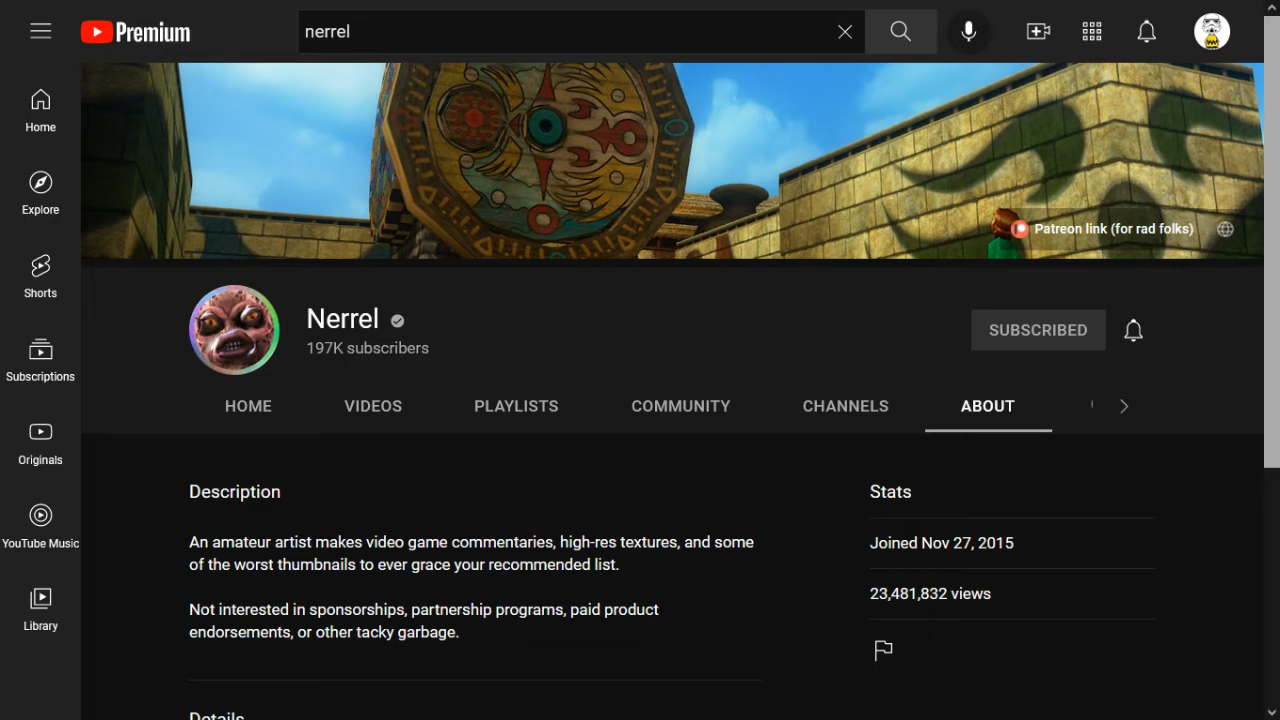 Premium
nerrel
Home
Explore
Shorts
Subscriptions
Originals
YouTube Music
Library
Patreon link (for rad folks)
Nerrel
197K subscribers
SUBSCRIBED
HOME VIDEOS PLAYLISTS COMMUNITY CHANNELS ABOUT
Description
An amateur artist makes video game commentaries, high-res textures, and some
of the worst thumbnails to ever grace your recommended list.
Not interested in sponsorships, partnership programs, paid product
endorsements, or other tacky garbage.
Details
Stats
Joined Nov 27, 2015
23,481,832 views